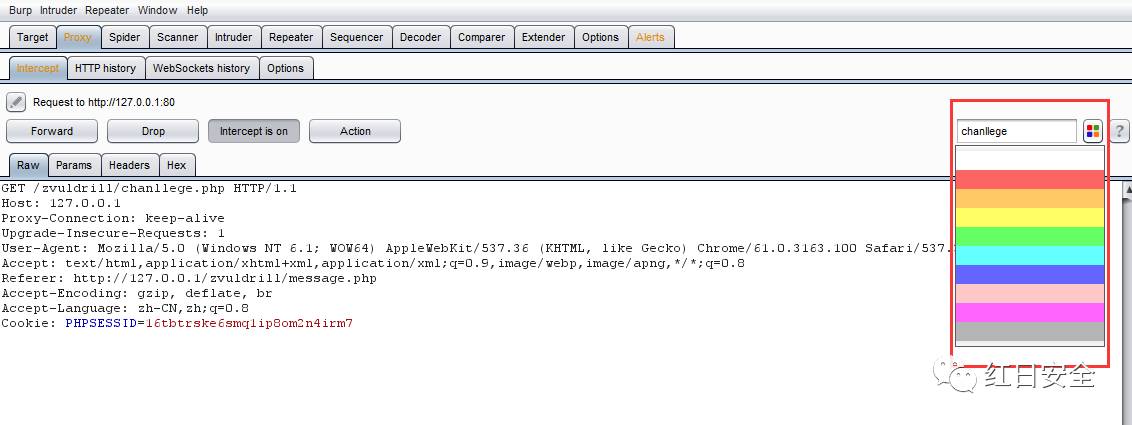 Burp Intruder Repeater Window Help
Target Proxy Spider Scanner Intruder Repeater Sequencer Decoder Comparer Extender Options Alerts
Intercept HTTP history WebSockets history Options
Request to http://127.0.0.1:80
Forward Drop Intercept is on Action chanllege ?
Raw Params Headers Hex
GET /zvuldrill/chanllege.php HTTP/1.1
Host: 127.0.0.1
Proxy-Connection: keep-alive
Upgrade-Insecure-Requests: 1
User-Agent: Mozilla/5.0 (Windows NT 6.1; WOW64) AppleWebKit/537.36 (KHTML, like Gecko) Chrome/61.0.3163.100 Safari/537.
Accept: text/html,application/xhtml+xml,application/xml;q=0.9,image/webp,image/apng,*/*;q=0.8
Referer: http://127.0.0.1/zvuldrill/message.php
Accept-Encoding: gzip, deflate, br
Accept-Language: zh-CN,zh;q=0.8
Cookie: PHPSESSID=16tbtrske6smq1ip8om2n4irm7
红日安全